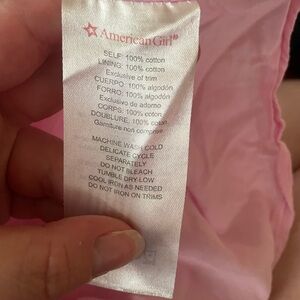 AmericanGirl®
SELF: 100% cotton
LINING: 100% cotton
Exclusive of trim
CUERPO: 100% algodón
FORRO: 100% algodón
Exclusivo de adorno
CORPS: 100% coton
DOUBLURE: 100% coton
Garniture non comprise
MACHINE WASH COLD
DELICATE CYCLE
SEPARATELY
DO NOT BLEACH
TUMBLE DRY-LOW
COOL IRON AS NEEDED
DO NOT IRON ON TRIMS